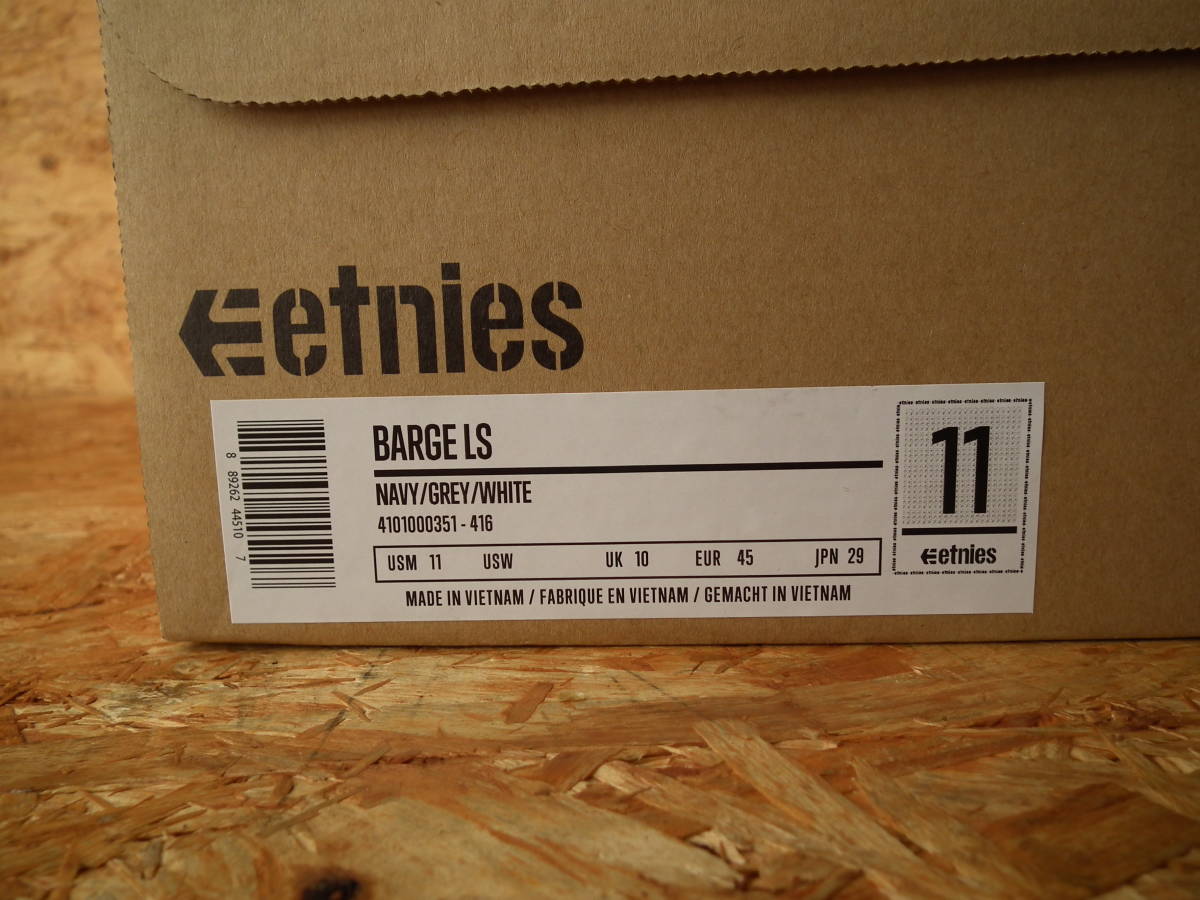 etnies
BARGE LS
NAVY/GREY/WHITE
4101000351 - 416
USM 11 USW UK 10 EUR 45 JPN 29
MADE IN VIETNAM / FABRIQUE EN VIETNAM / GEMACHT IN VIETNAM
8 89262 44510 7
11
etnies